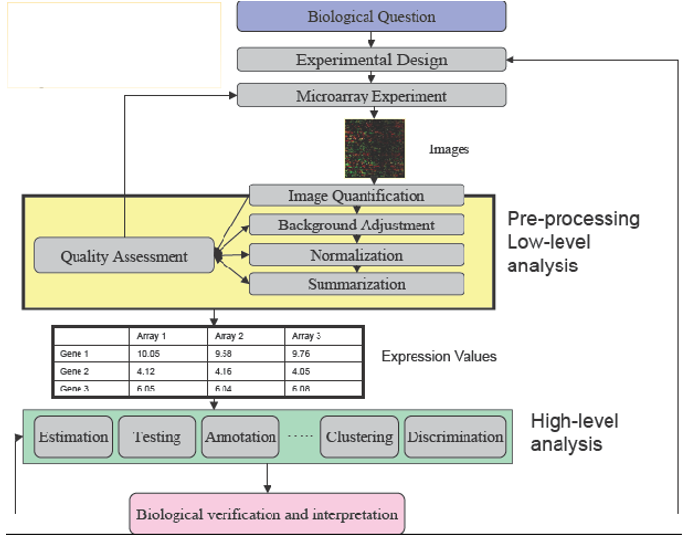 Biological Question
Experimental Design
Microarray Experiment
Images
Image Quantification
Background Adjustment
Quality Assessment
Normalization
Summarization
Pre-processing
Low-level
analysis
Array 1 Array 2 Array 3
Gene 1 10.05 9.58 9.76
Gene 2 4.12 4.16 4.05
Gene 3 6.05 6.04 6.08
Expression Values
Estimation Testing Annotation ..... Clustering Discrimination
High-level
analysis
Biological verification and interpretation